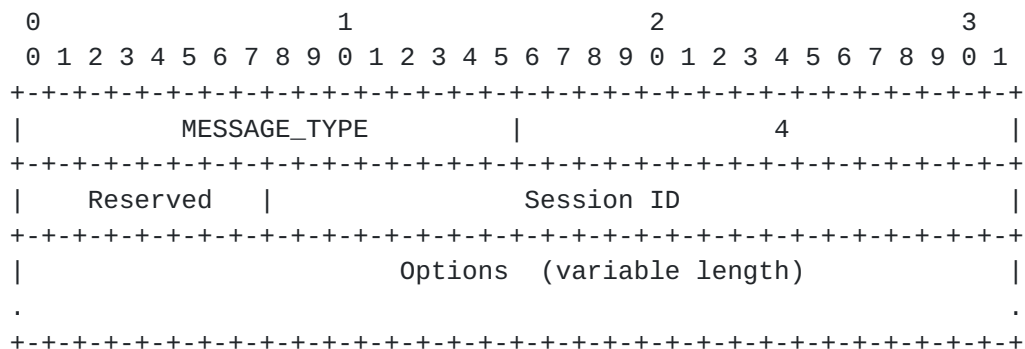 0                   1                   2                   3
 0 1 2 3 4 5 6 7 8 9 0 1 2 3 4 5 6 7 8 9 0 1 2 3 4 5 6 7 8 9 0 1
+-+-+-+-+-+-+-+-+-+-+-+-+-+-+-+-+-+-+-+-+-+-+-+-+-+-+-+-+-+-+-+-+
|          MESSAGE_TYPE         |                4              |
+-+-+-+-+-+-+-+-+-+-+-+-+-+-+-+-+-+-+-+-+-+-+-+-+-+-+-+-+-+-+-+-+
|    Reserved   |                Session ID                     |
+-+-+-+-+-+-+-+-+-+-+-+-+-+-+-+-+-+-+-+-+-+-+-+-+-+-+-+-+-+-+-+-+
|                        Options  (variable length)             |
.                                                               .
+-+-+-+-+-+-+-+-+-+-+-+-+-+-+-+-+-+-+-+-+-+-+-+-+-+-+-+-+-+-+-+-+